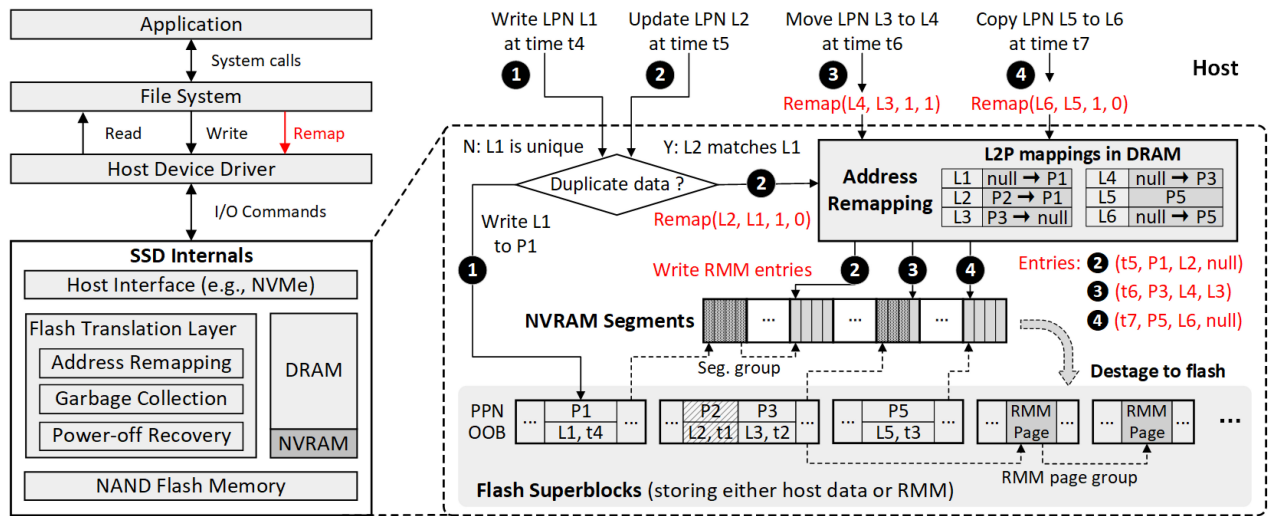 Application
System calls
File System
Read
Write
Remap
Host Device Driver
I/O Commands
SSD Internals
Host Interface (e.g., NVMe)
Flash Translation Layer
Address Remapping
Garbage Collection
Power-off Recovery
DRAM
NVRAM
NAND Flash Memory
Write LPN L1
at time t4
Update LPN L2
at time t5
Move LPN L3 to L4
at time t6
Copy LPN L5 to L6
at time t7
1
2
3
4
Host
Remap(L4, L3, 1, 1)
Remap(L6, L5, 1, 0)
N: L1 is unique
Y: L2 matches L1
Duplicate data ?
2
Remap(L2, L1, 1, 0)
Write L1
to P1
1
Address
Remapping
L2P mappings in DRAM
L1 null → P1
L2 P2 → P1
L3 P3 → null
L4 null → P3
L5 P5
L6 null → P5
Write RMM entries
2
3
4
Entries: 2 (t5, P1, L2, null)
3 (t6, P3, L4, L3)
4 (t7, P5, L6, null)
NVRAM Segments
... ... ...
Seg. group
Destage to flash
PPN
OOB
... P1 ...
L1, t4
... P2 P3 ...
L2, t1 L3, t2
... P5 ...
L5, t3
... RMM
Page ...
... RMM
Page ...
...
RMM page group
Flash Superblocks (storing either host data or RMM)